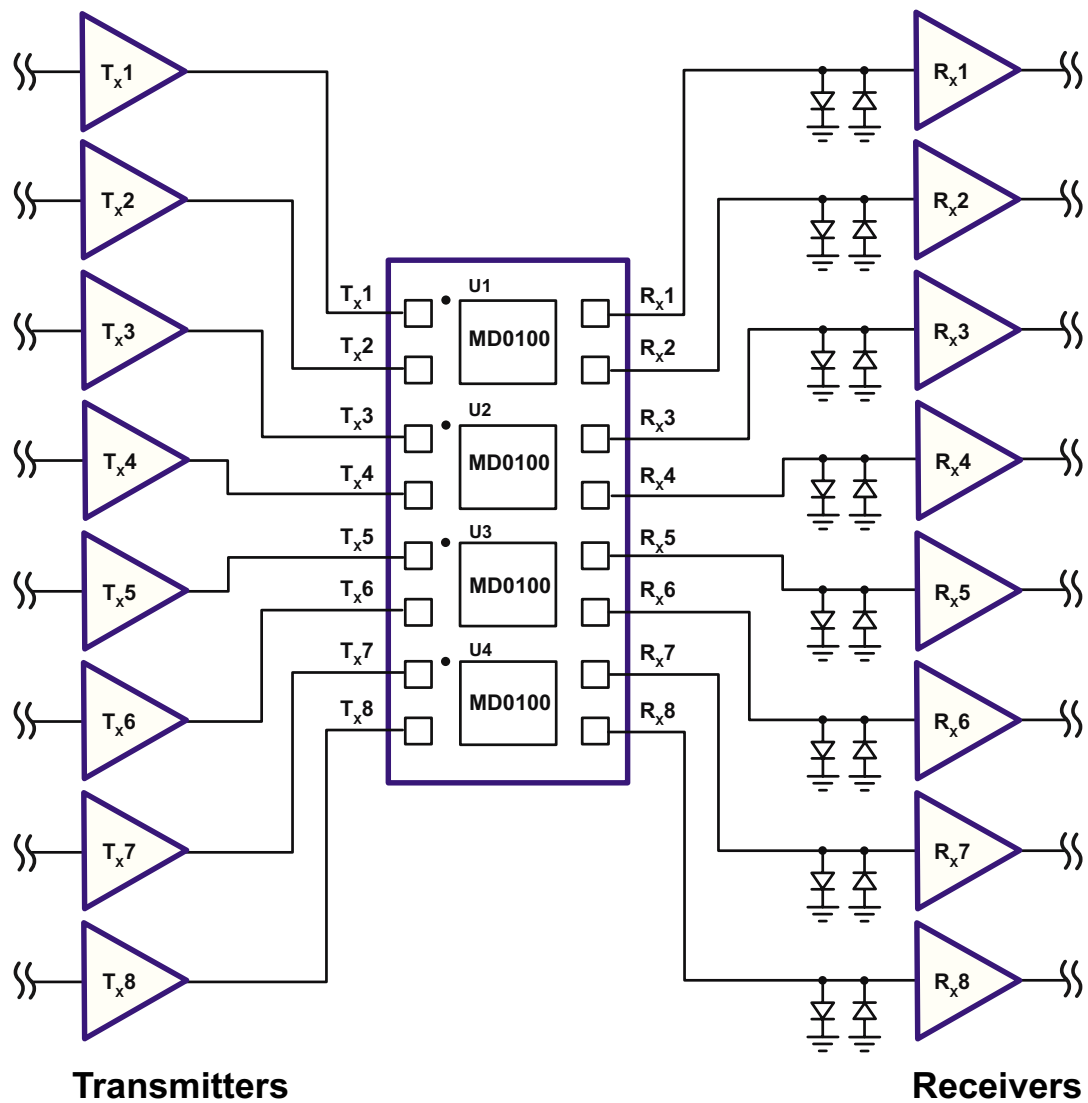 Tx1
Rx1
Tx2
Rx2
Tx3
Rx3
Tx4
Rx4
Tx5
Rx5
Tx6
Rx6
Tx7
Rx7
Tx8
Rx8
Tx1
U1
Rx1
MD0100
Tx2
Rx2
Tx3
U2
Rx3
MD0100
Tx4
Rx4
Tx5
U3
Rx5
MD0100
Tx6
Rx6
Tx7
U4
Rx7
MD0100
Tx8
Rx8
Transmitters
Receivers